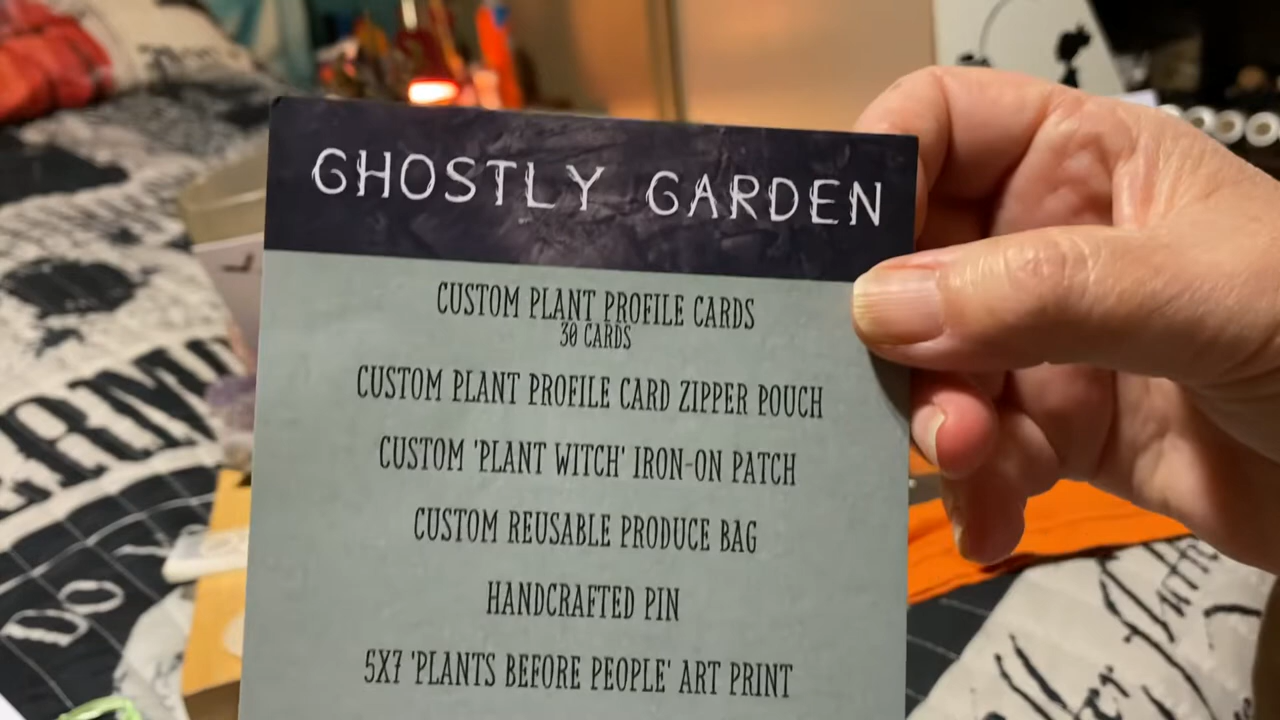 GHOSTLY GARDEN
CUSTOM PLANT PROFILE CARDS
30 CARDS
CUSTOM PLANT PROFILE CARD ZIPPER POUCH
CUSTOM 'PLANT WITCH' IRON-ON PATCH
CUSTOM REUSABLE PRODUCE BAG
HANDCRAFTED PIN
5X7 'PLANTS BEFORE PEOPLE' ART PRINT
Do